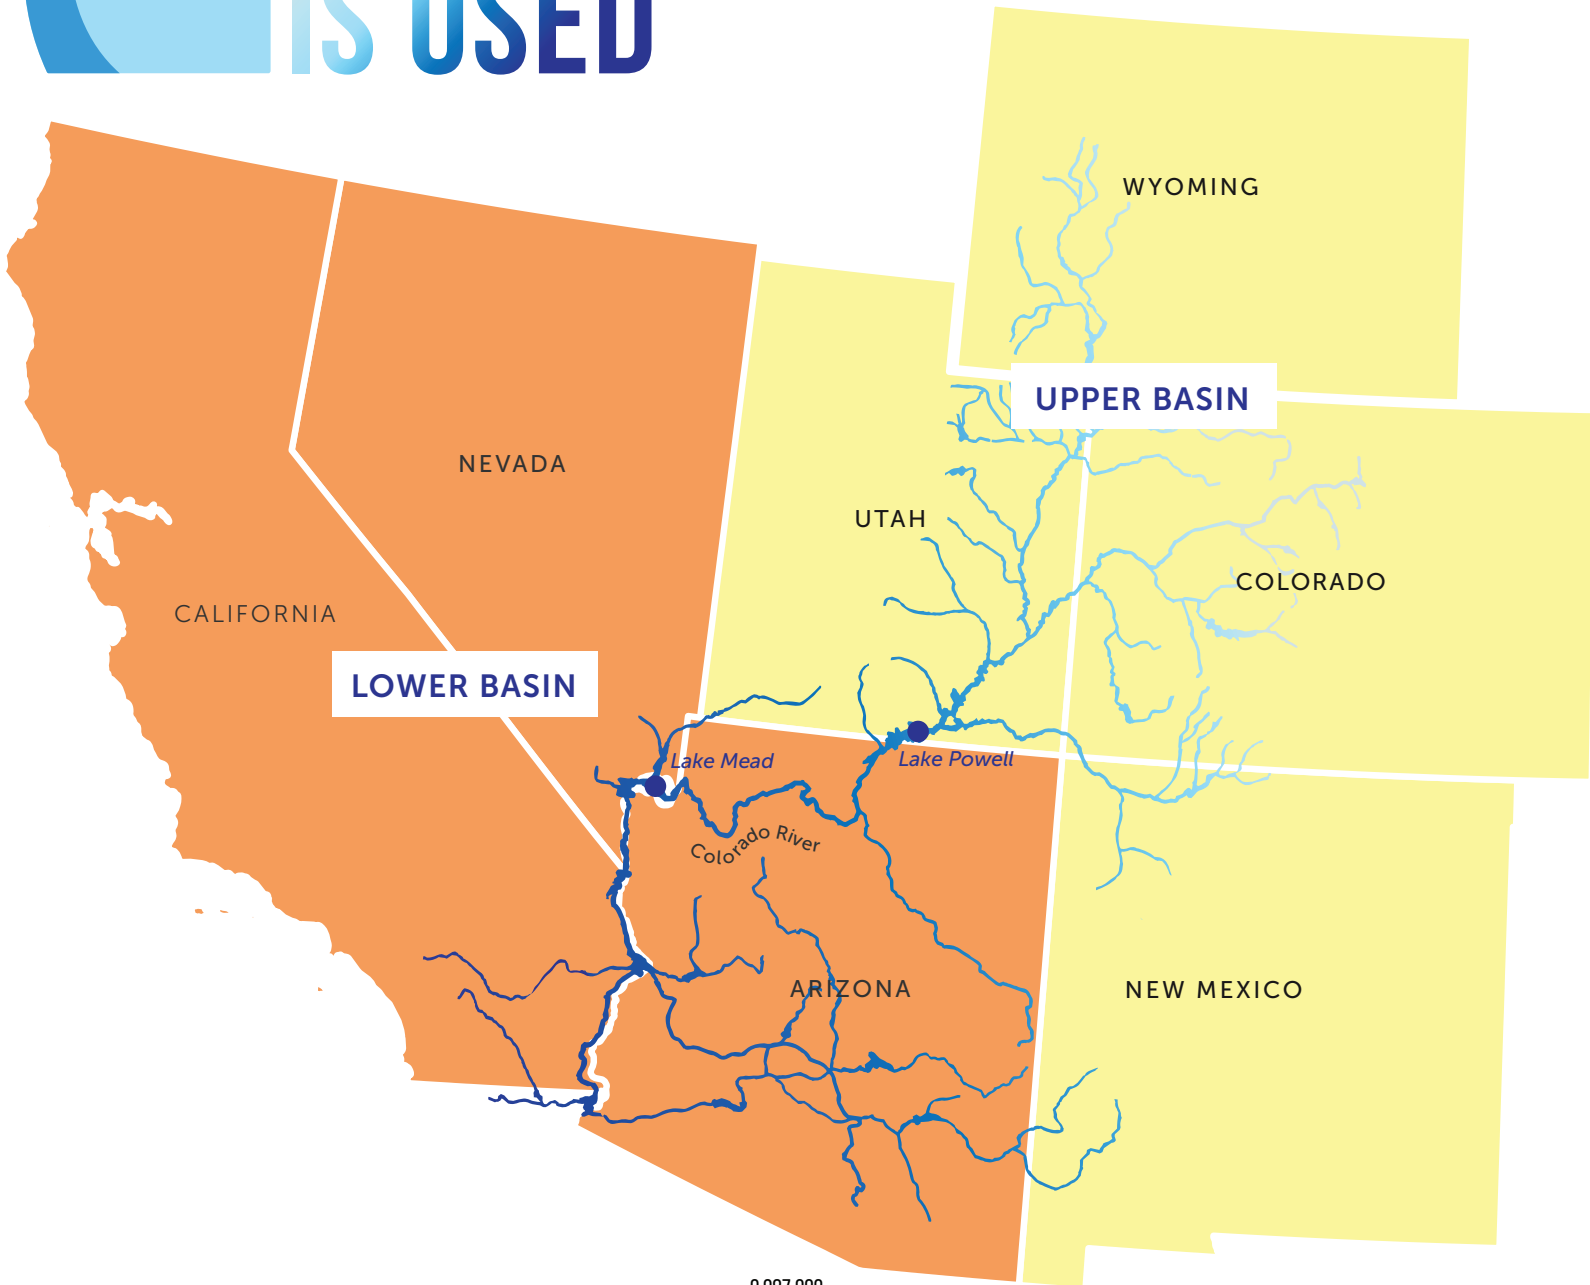 IS USED
WYOMING
UPPER BASIN
NEVADA
UTAH
COLORADO
CALIFORNIA
LOWER BASIN
Lake Mead
Lake Powell
Colorado River
ARIZONA
NEW MEXICO